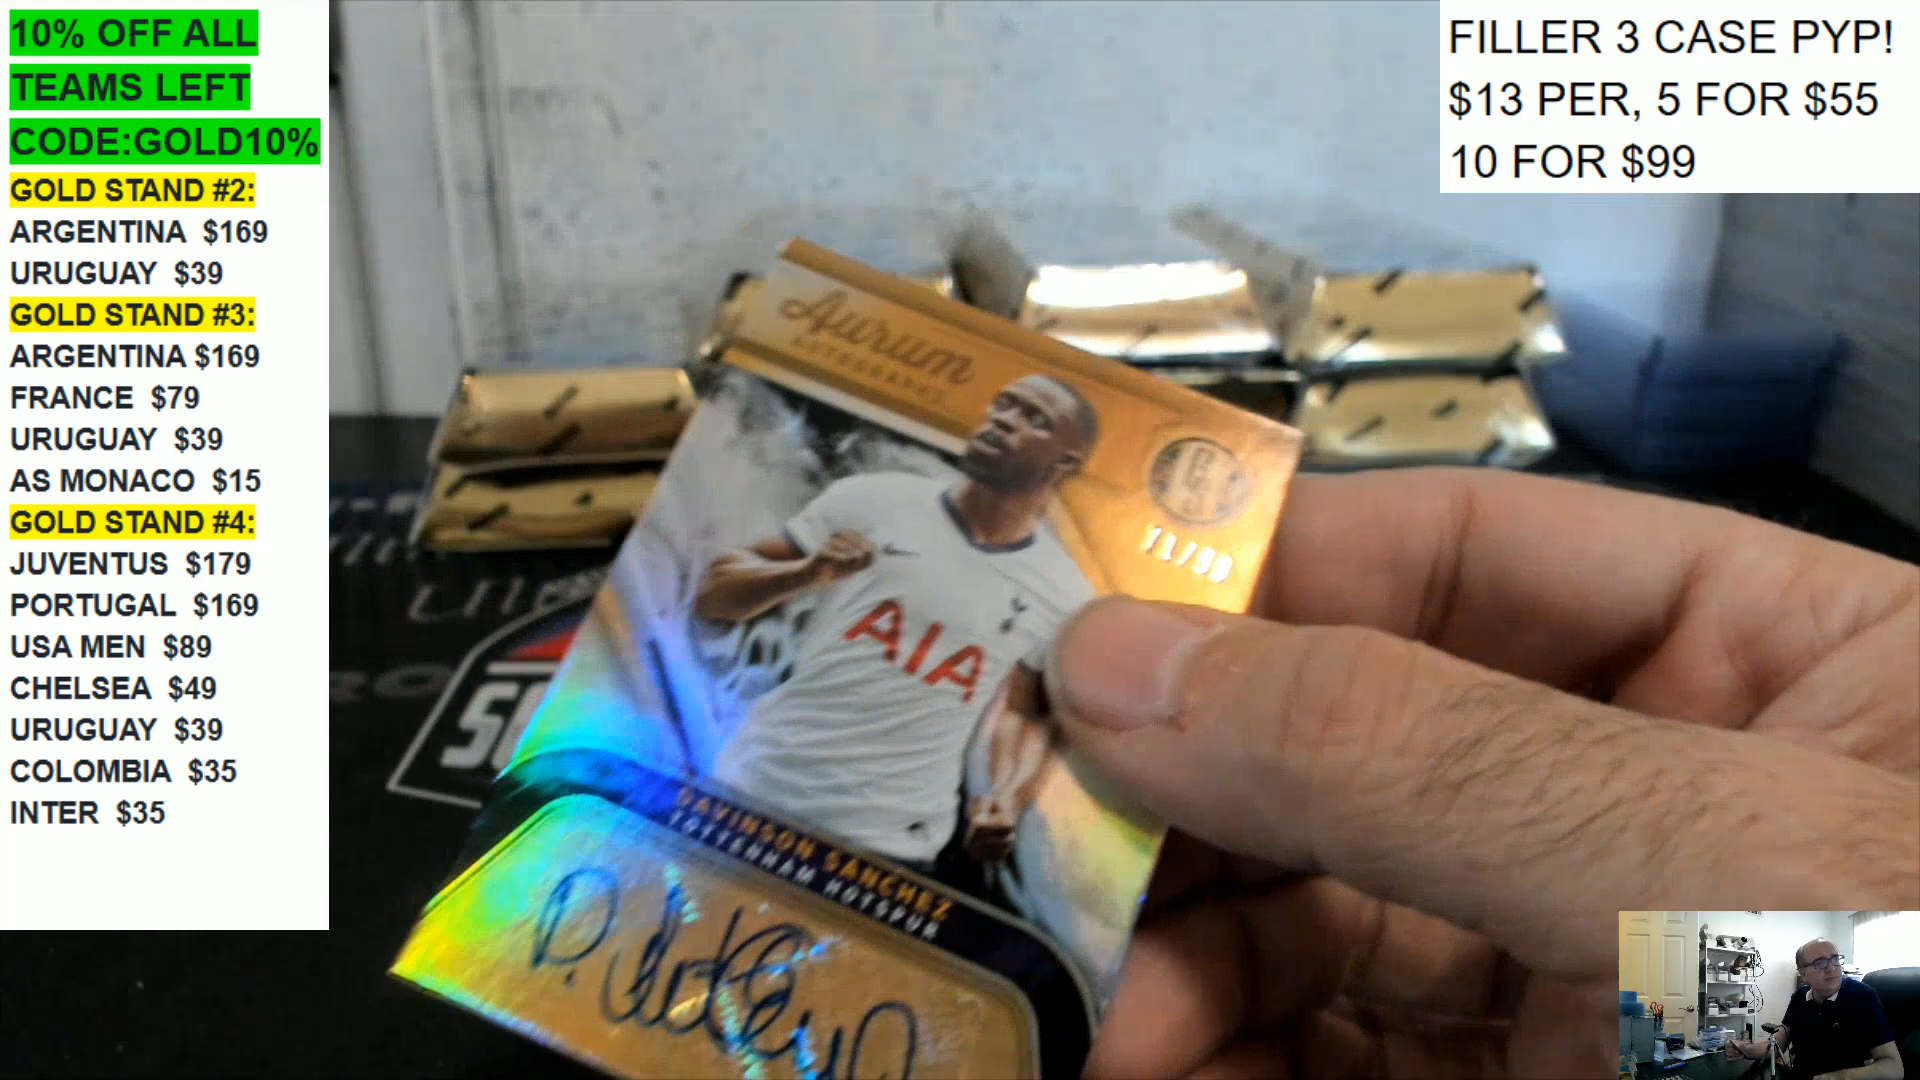 10% OFF ALL
TEAMS LEFT
CODE:GOLD10%
GOLD STAND #2:
ARGENTINA $169
URUGUAY $39
GOLD STAND #3:
ARGENTINA $169
FRANCE $79
URUGUAY $39
AS MONACO $15
GOLD STAND #4:
JUVENTUS $179
PORTUGAL $169
USA MEN $89
CHELSEA $49
URUGUAY $39
COLOMBIA $35
INTER $35
FILLER 3 CASE PYP!
$13 PER, 5 FOR $55
10 FOR $99
Aurum
AUTOGRAPHS
AIA
DAVINSON SANCHEZ
TOTTENHAM HOTSPUR